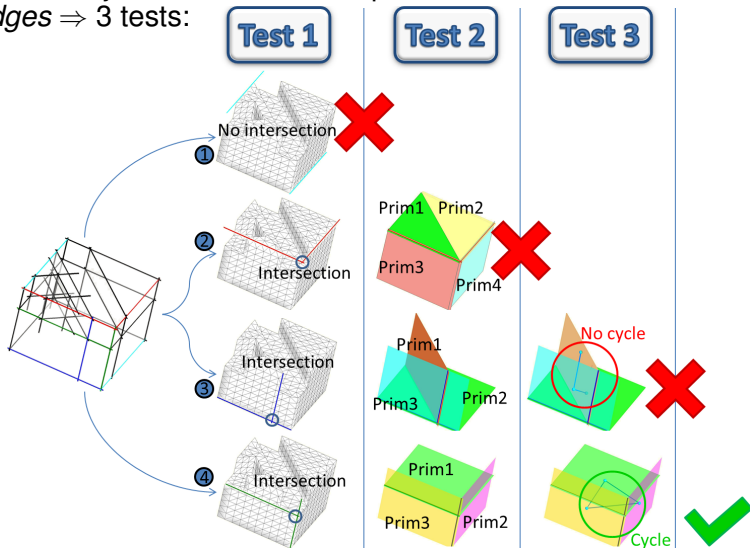 dges ⇒ 3 tests:
Test 1
Test 2
Test 3
No intersection
1
Prim1
Prim2
2
Intersection
Prim3
Prim4
Intersection
Prim1
No cycle
3
Prim3
Prim2
4
Intersection
Prim1
Prim3
Prim2
Cycle